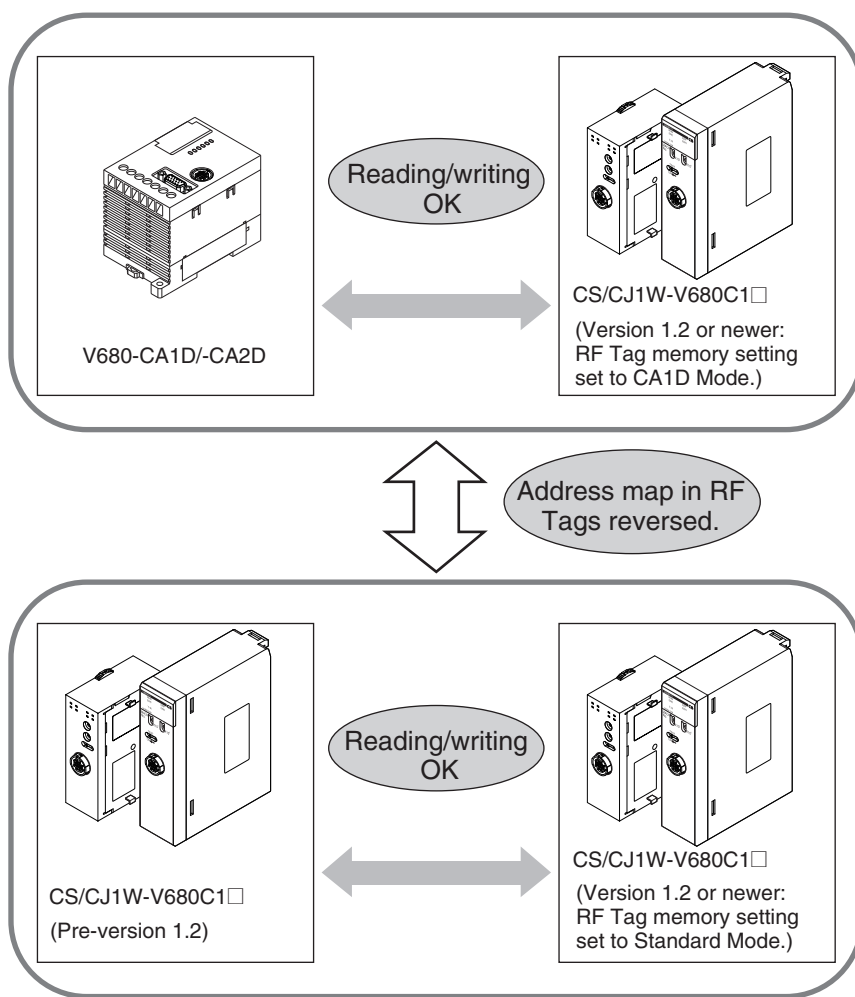 Reading/writing
OK
V680-CA1D/-CA2D
CS/CJ1W-V680C1□
(Version 1.2 or newer:
RF Tag memory setting
set to CA1D Mode.)
Address map in RF
Tags reversed.
Reading/writing
OK
CS/CJ1W-V680C1□
(Pre-version 1.2)
CS/CJ1W-V680C1□
(Version 1.2 or newer:
RF Tag memory setting
set to Standard Mode.)